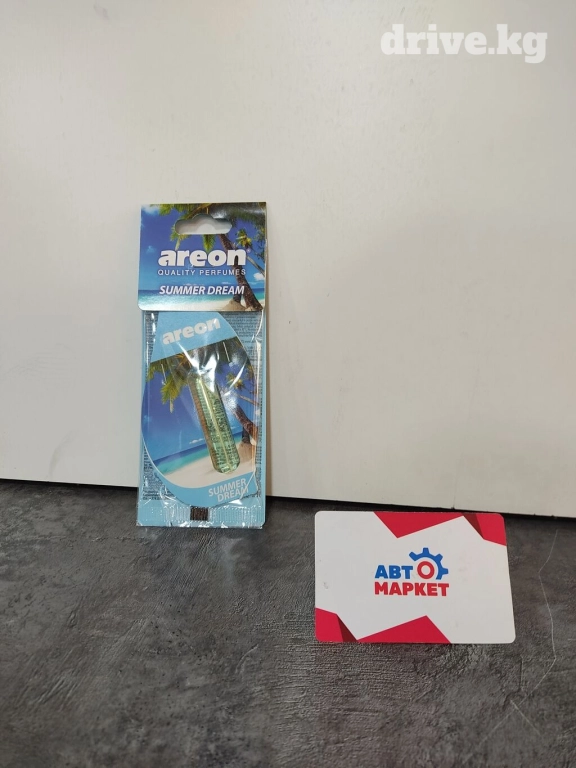 drive.kg
areon
QUALITY PERFUMES
SUMMER DREAM
areon
SUMMER
DREAM
АВТО
МАРКЕТ